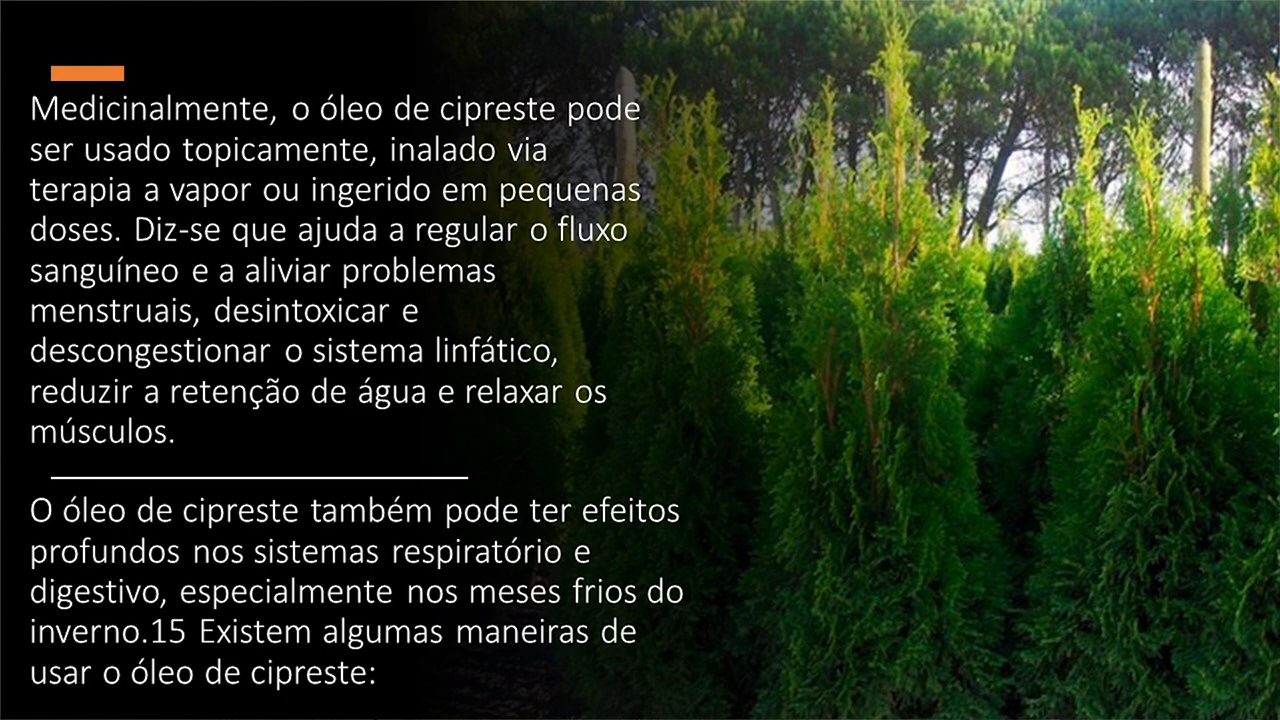 Medicinalmente, o óleo de cipreste pode
ser usado topicamente, inalado via
terapia a vapor ou ingerido em pequenas
doses. Diz-se que ajuda a regular o fluxo
sanguíneo e a aliviar problemas
menstruais, desintoxicar e
descongestionar o sistema linfático,
reduzir a retenção de água e relaxar os
músculos.
O óleo de cipreste também pode ter efeitos
profundos nos sistemas respiratório e
digestivo, especialmente nos meses frios do
inverno.15 Existem algumas maneiras de
usar o óleo de cipreste: